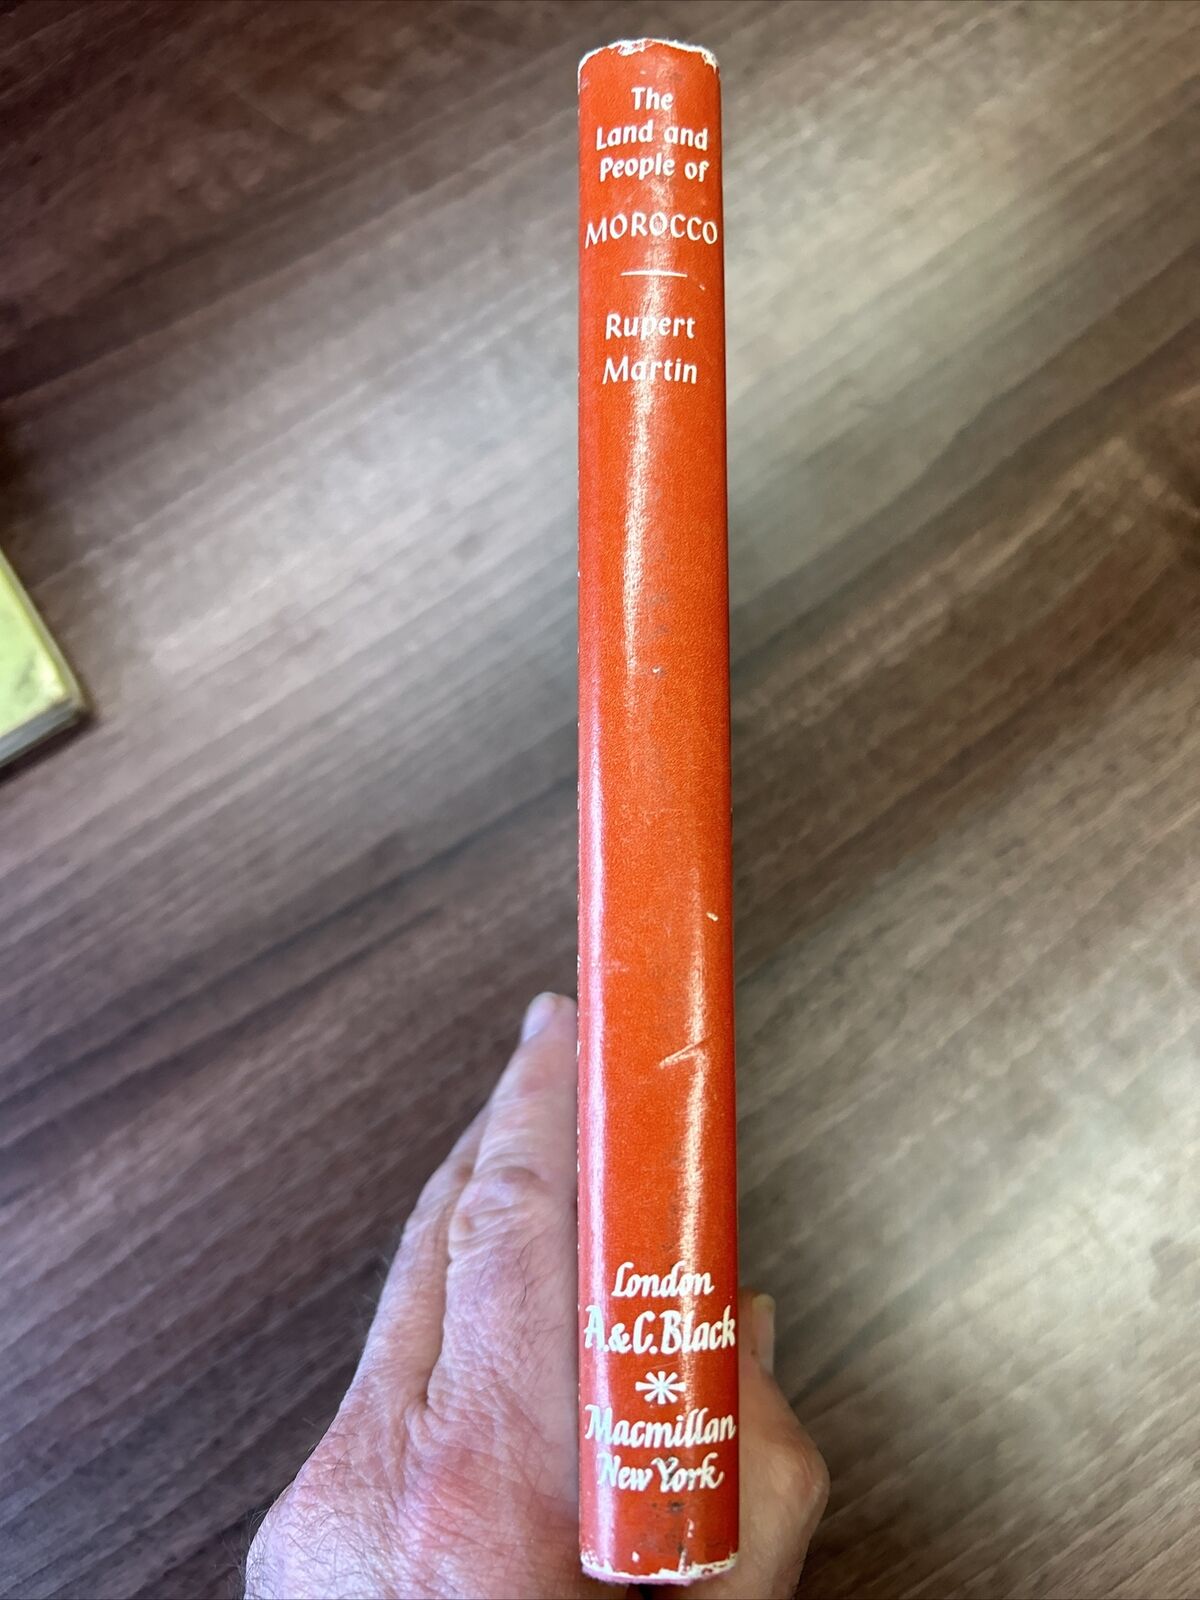 The
Land and
People of
MOROCCO
Rupert
Martin
London
A.&C.Black
Macmillan
New York